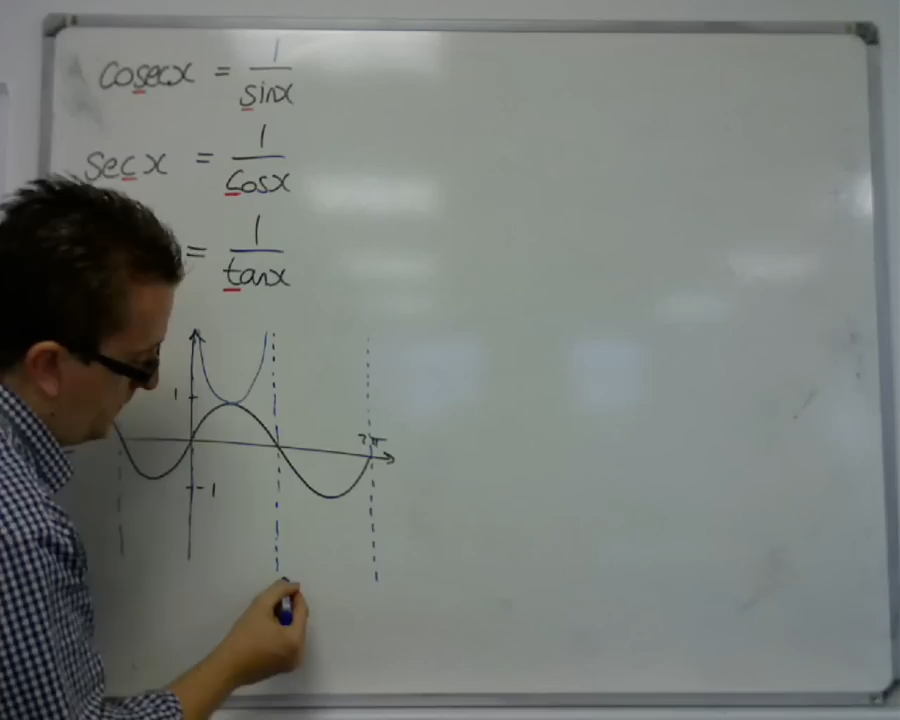 cosecx = 1/sinx
secx = 1/cosx
= 1/tanx
1
2π
-1